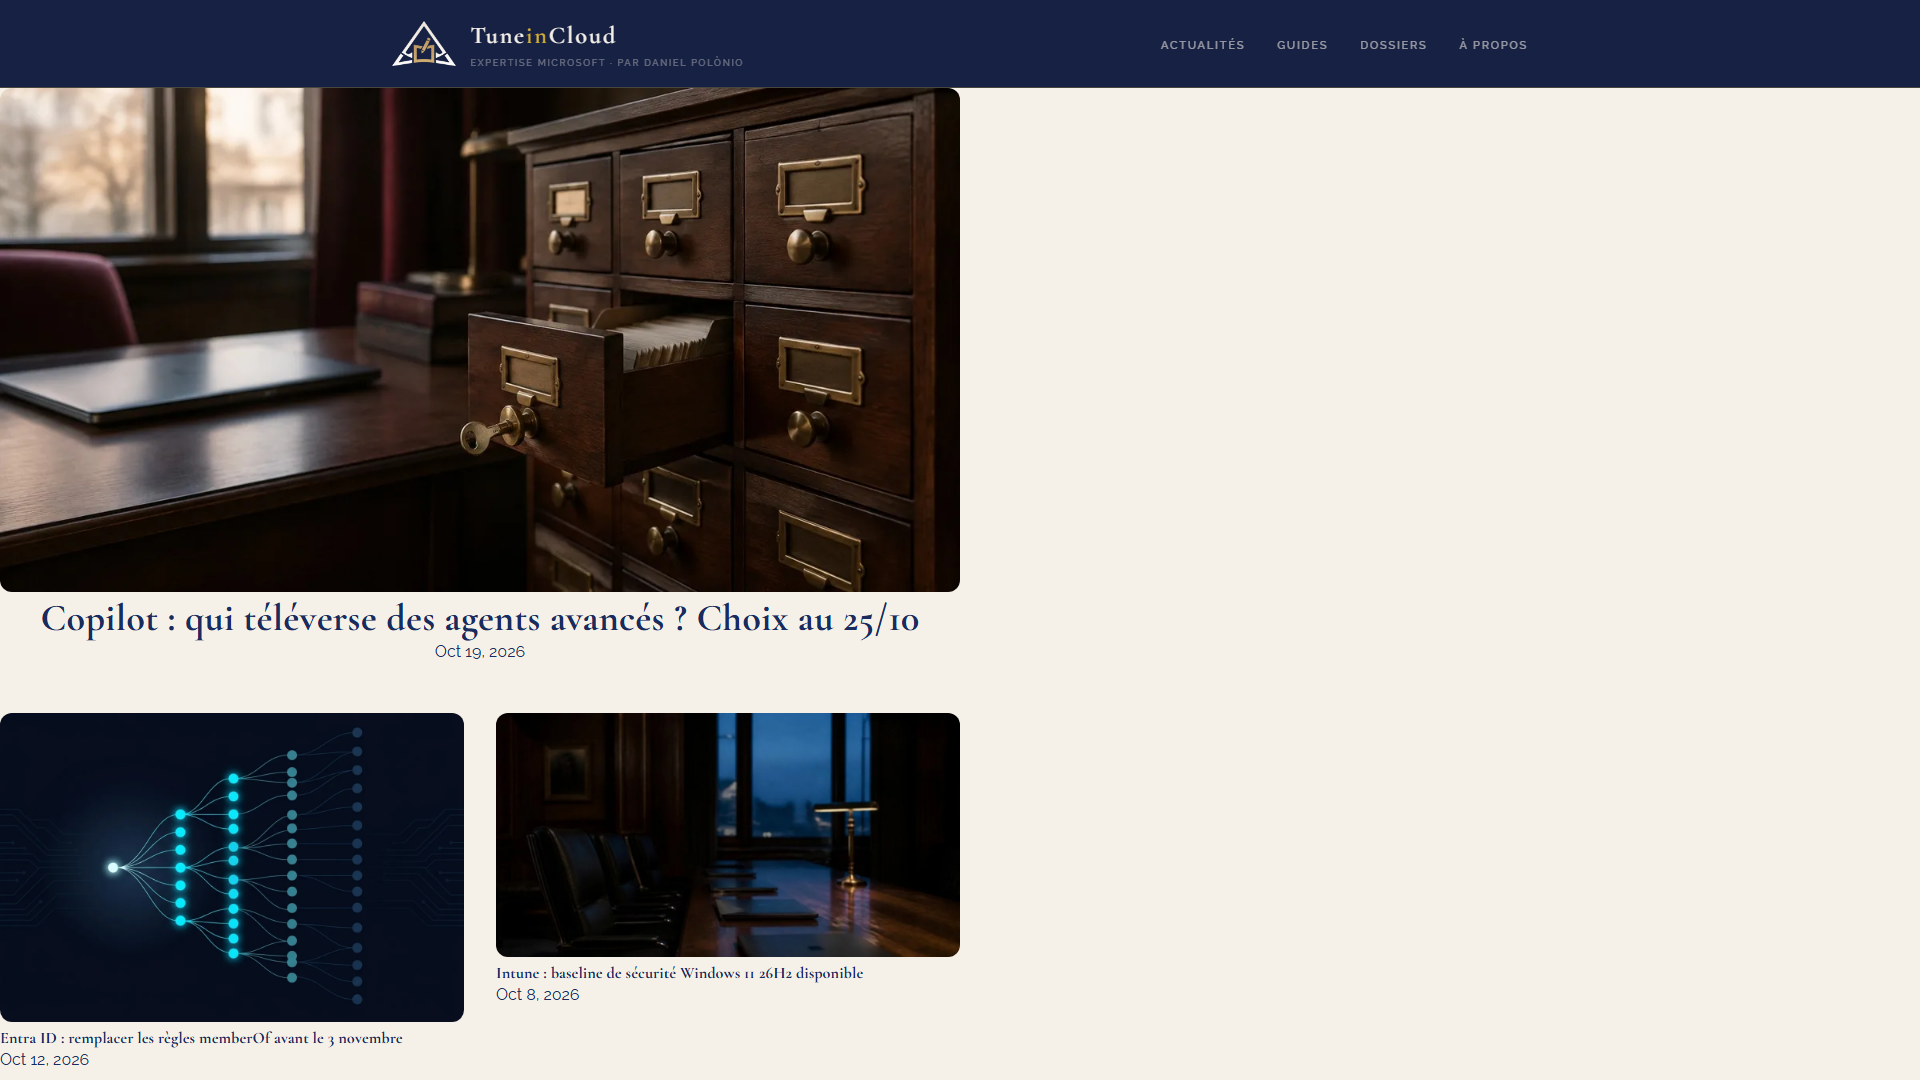 TuneinCloud
EXPERTISE MICROSOFT · PAR DANIEL POLÓNIO
ACTUALITÉS
GUIDES
DOSSIERS
À PROPOS
Copilot : qui téléverse des agents avancés ? Choix au 25/10
Oct 19, 2026
Entra ID : remplacer les règles memberOf avant le 3 novembre
Oct 12, 2026
Intune : baseline de sécurité Windows 11 26H2 disponible
Oct 8, 2026